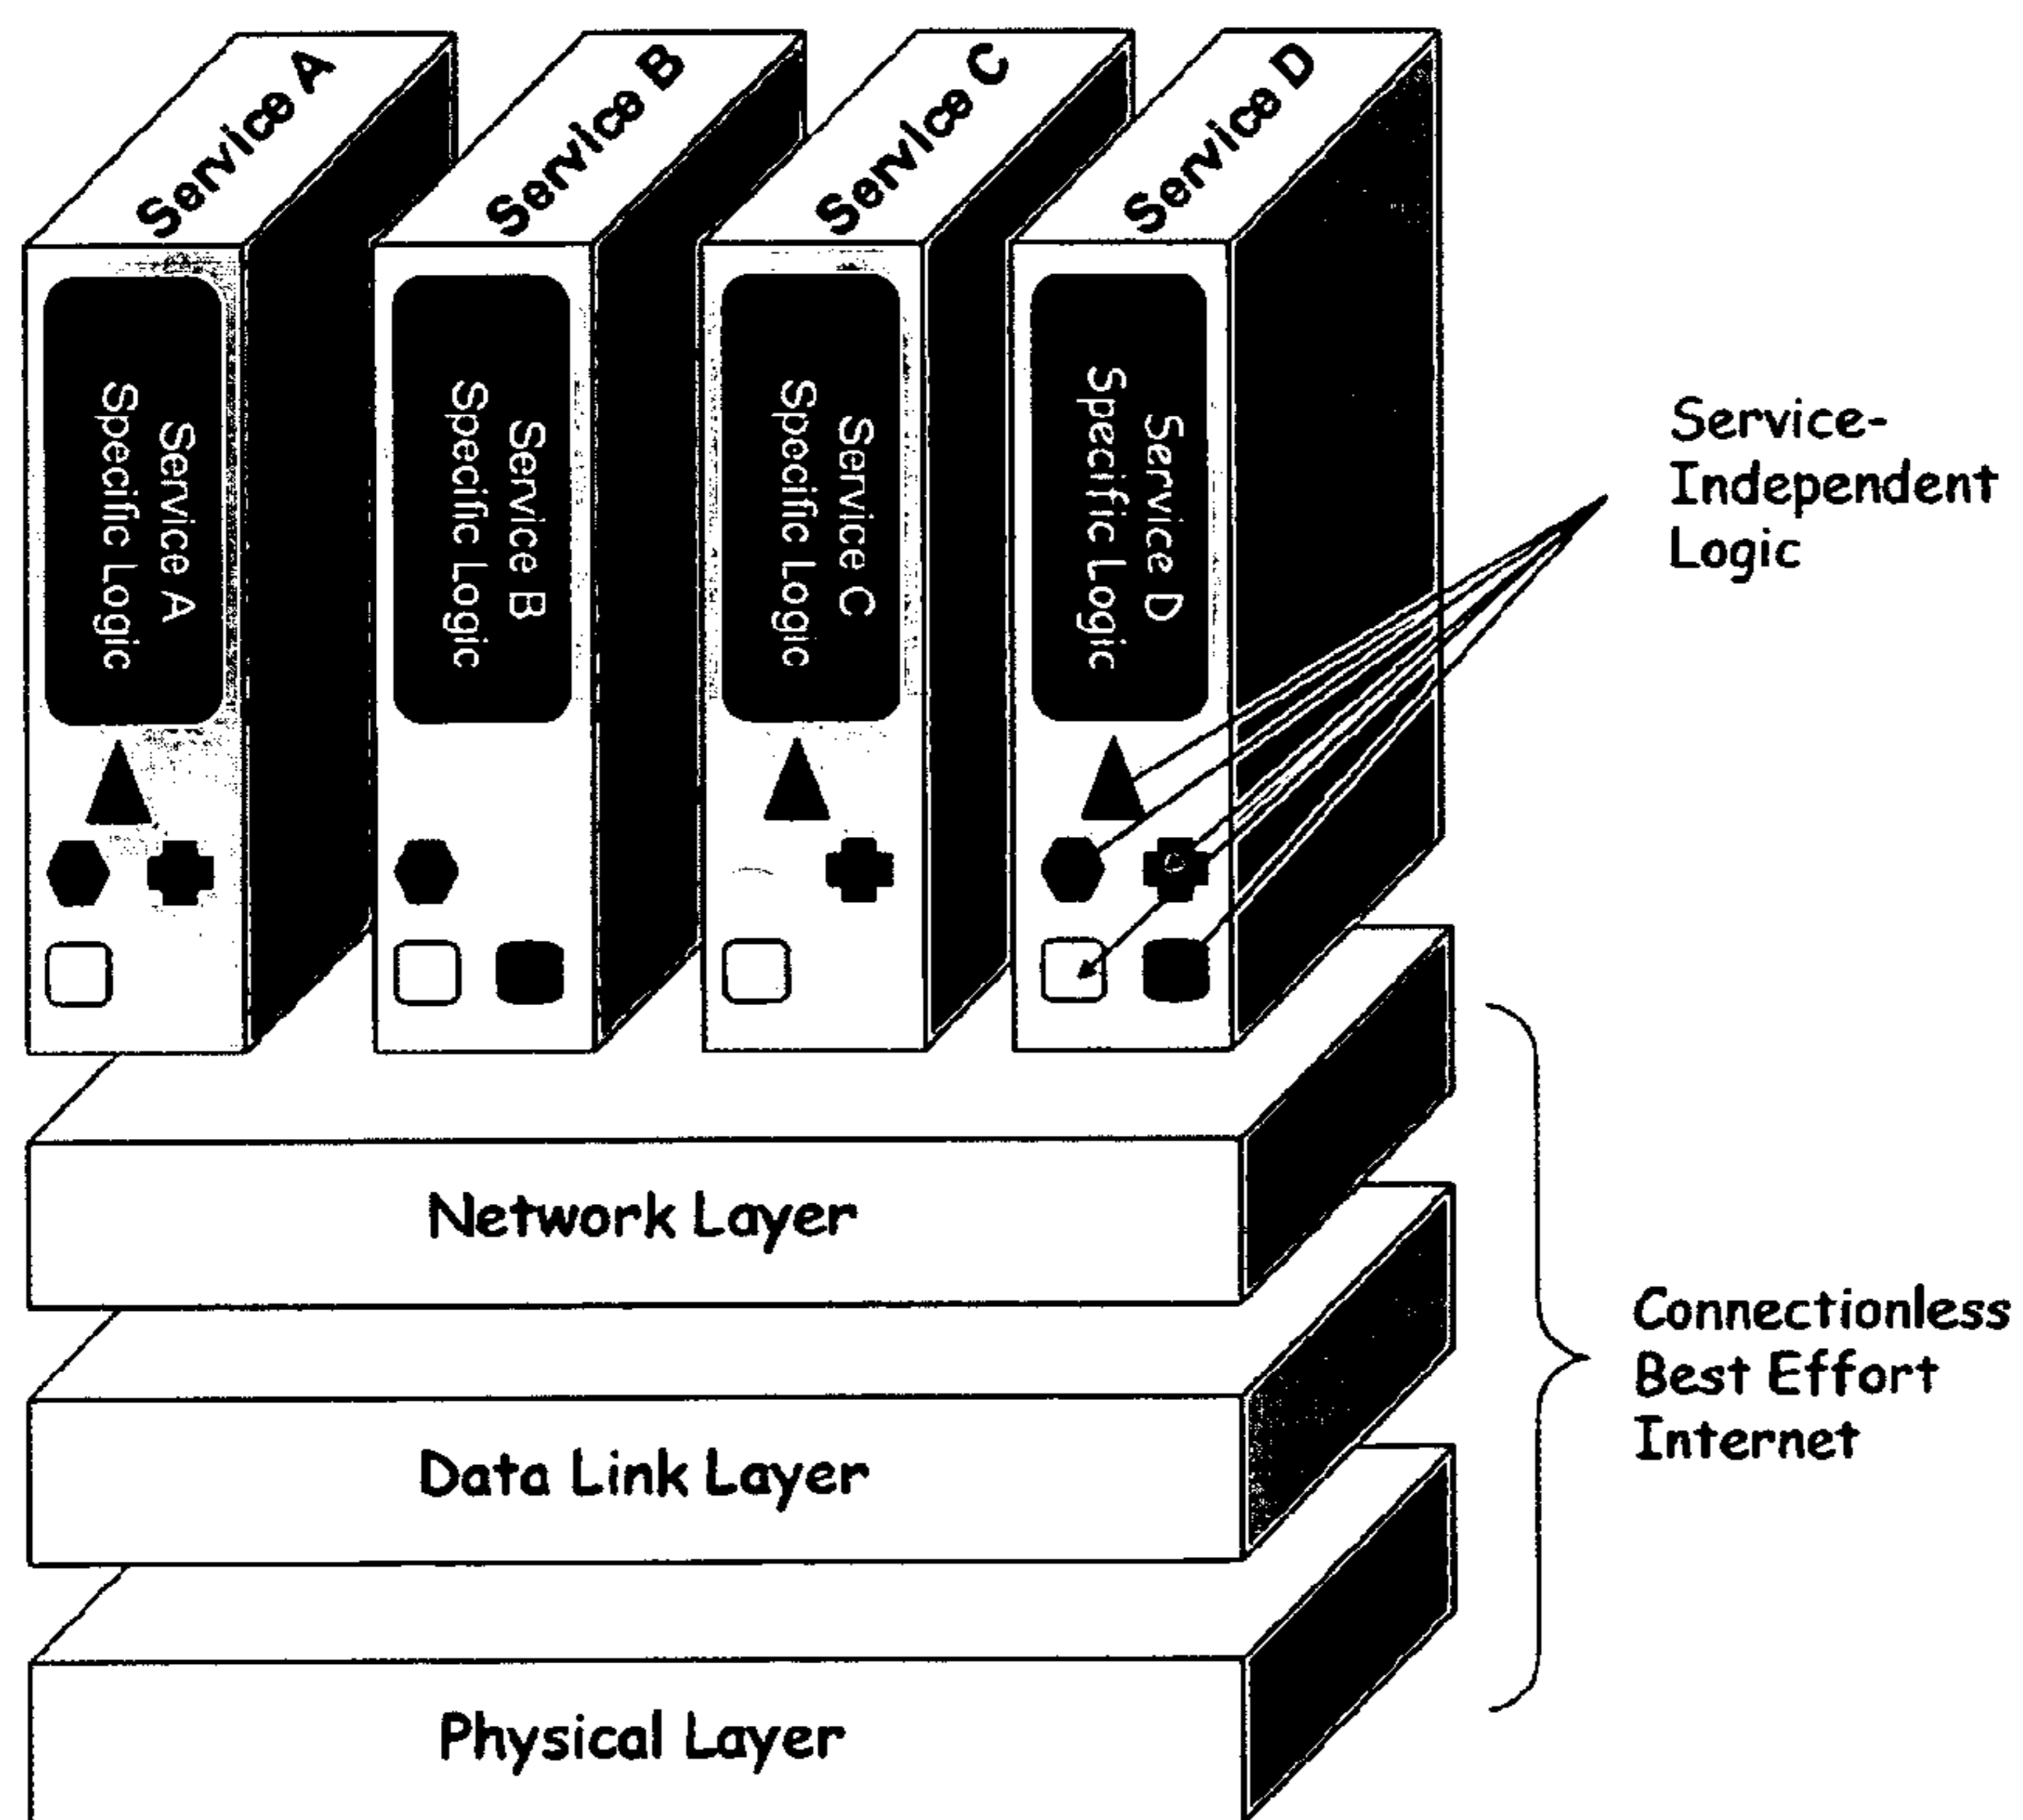 Service A
Service B
Service C
Service D
Service A
Specific Logic
Service B
Specific Logic
Service C
Specific Logic
Service D
Specific Logic
Service-
Independent
Logic
Network Layer
Data Link Layer
Physical Layer
Connectionless
Best Effort
Internet